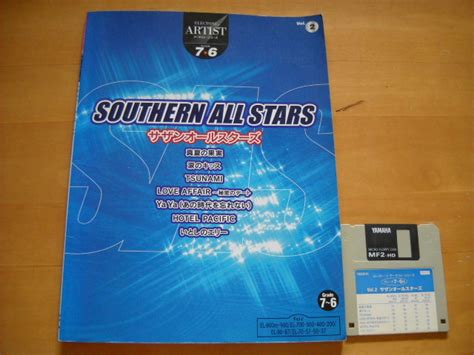 ELECTONE
ARTIST
7・6
Vol. 2
SOUTHERN ALL STARS
サザンオールスターズ
真夏の果実
涙のキッス
TSUNAMI
LOVE AFFAIR ～秘密のデート
Ya Ya (あの時代を忘れない)
HOTEL PACIFIC
いとしのエリー
Grade
7~6
YAMAHA
MF2-HD
Vol.2 サザンオールスターズ